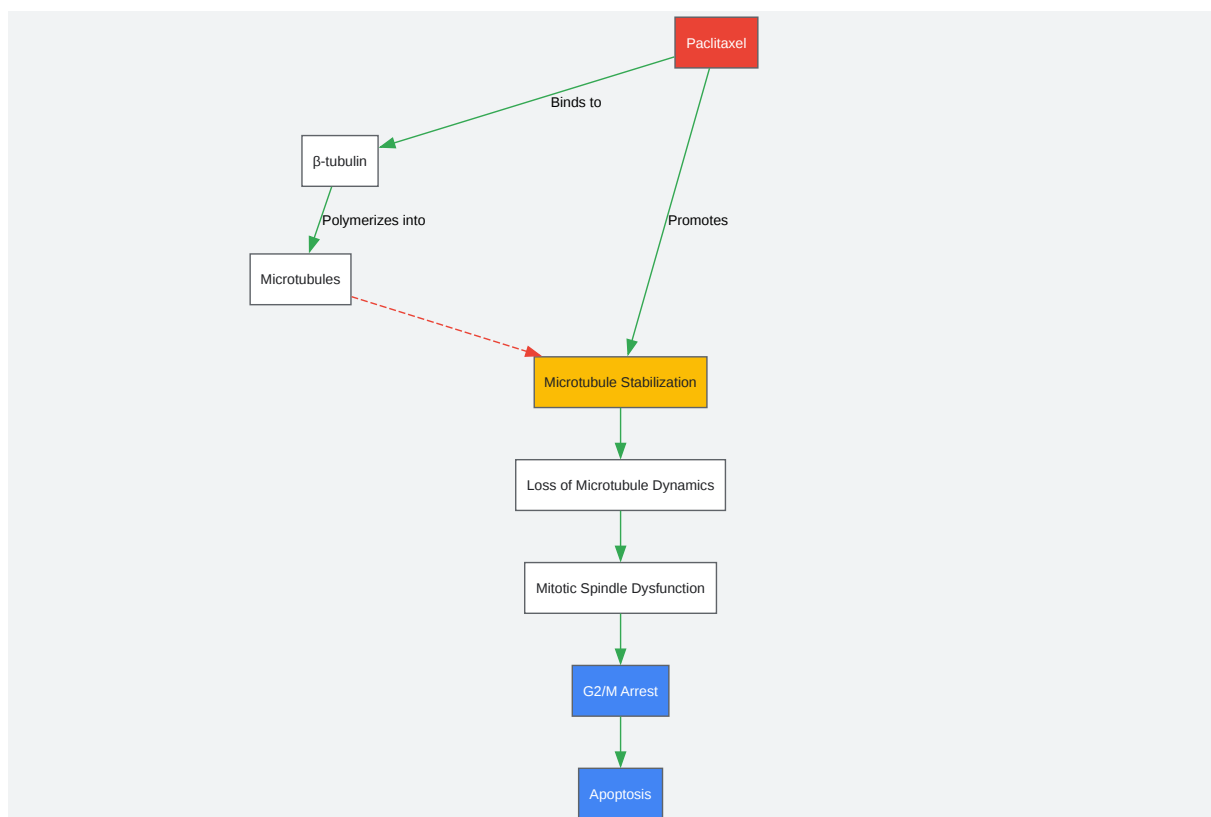 Paclitaxel
Binds to
β-tubulin
Polymerizes into
Promotes
Microtubules
Microtubule Stabilization
Loss of Microtubule Dynamics
Mitotic Spindle Dysfunction
G2/M Arrest
Apoptosis